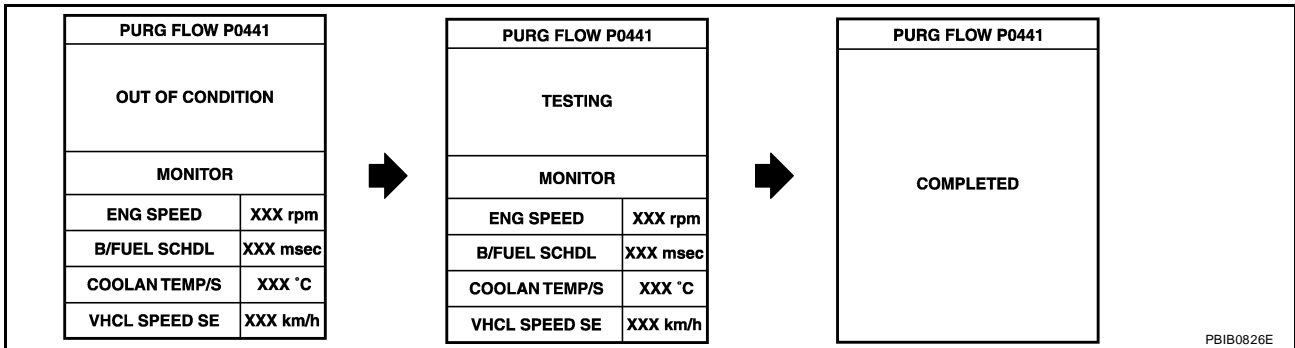 PURG FLOW P0441
OUT OF CONDITION
MONITOR
ENG SPEED XXX rpm
B/FUEL SCHDL XXX msec
COOLAN TEMP/S XXX °C
VHCL SPEED SE XXX km/h
PURG FLOW P0441
TESTING
MONITOR
ENG SPEED XXX rpm
B/FUEL SCHDL XXX msec
COOLAN TEMP/S XXX °C
VHCL SPEED SE XXX km/h
PURG FLOW P0441
COMPLETED
PBIB0826E